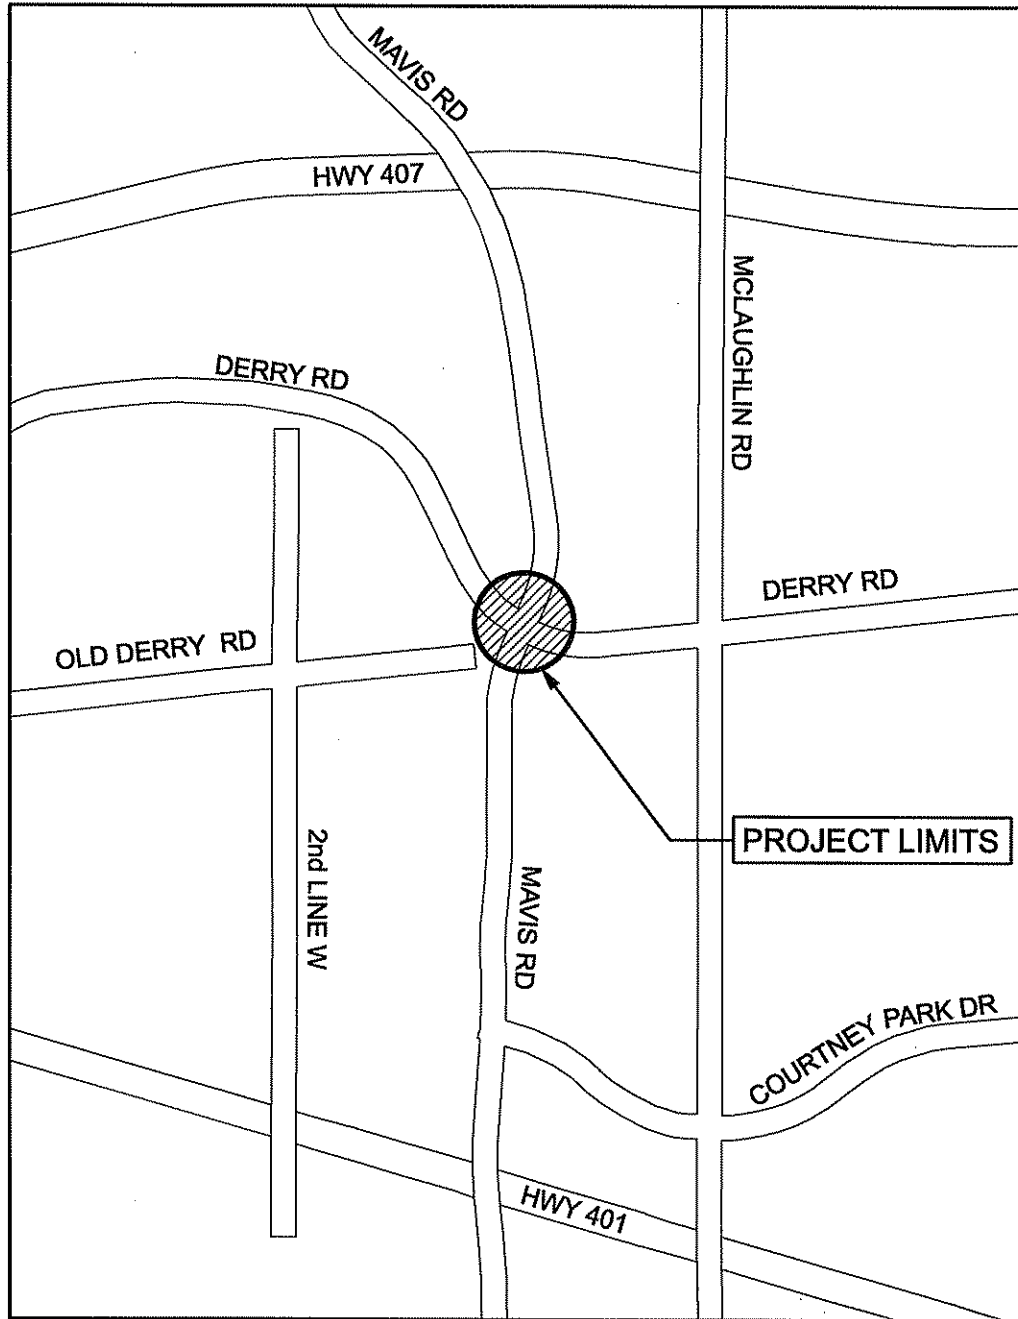 MAVIS RD
HWY 407
MCLAUGHLIN RD
DERRY RD
DERRY RD
OLD DERRY RD
PROJECT LIMITS
2nd LINE W
MAVIS RD
COURTNEY PARK DR
HWY 401